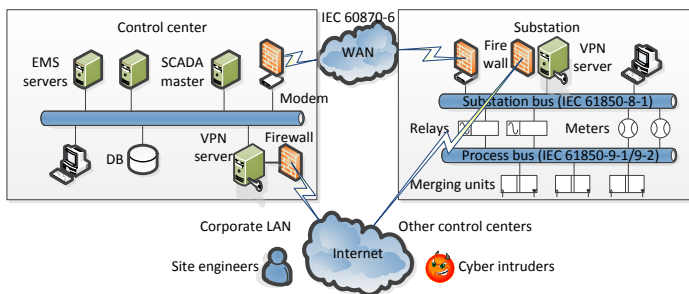 Control center
IEC 60870-6
Substation
EMS
servers
SCADA
master
WAN
Fire
wall
VPN
server
Modem
Substation bus (IEC 61850-8-1)
Relays
Meters
DB
VPN
server
Firewall
Process bus (IEC 61850-9-1/9-2)
Merging units
Corporate LAN
Other control centers
Internet
Site engineers
Cyber intruders